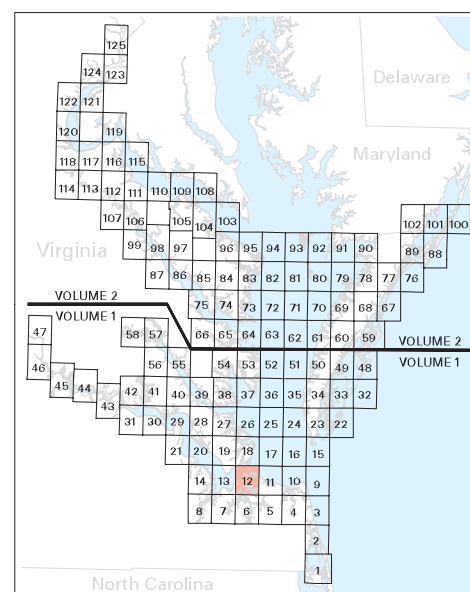 125
124 123
Delaware
122 121
120 119
Maryland
118 117 116 115
114 113 112 111 110 109 108
107 106 105 104 103 102 101 100
Virginia
99 98 97 96 95 94 93 92 91 90 89 88
87 86 85 84 83 82 81 80 79 78 77 76
VOLUME 2
75 74 73 72 71 70 69 68 67
VOLUME 1
47 58 57 66 65 64 63 62 61 60 59
VOLUME 2
VOLUME 1
46 56 55 54 53 52 51 50 49 48
45 44 43 42 41 40 39 38 37 36 35 34 33 32
31 30 29 28 27 26 25 24 23 22
21 20 19 18 17 16 15
14 13 12 11 10 9
8 7 6 5 4 3
2
1
North Carolina